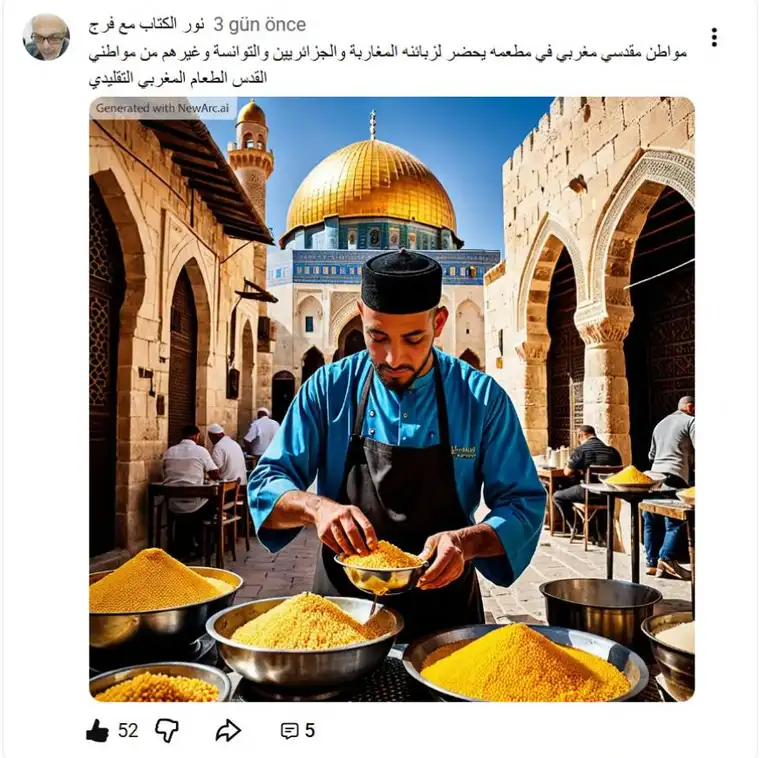 نور الكتاب مع فرج 3 gün önce
مواطن مقدسي مغربي في مطعمه يحضر لزبائنه المغاربة والجزائريين والتوانسة وغيرهم من مواطني
القدس الطعام المغربي التقليدي
Generated with NewArc.ai
52 5